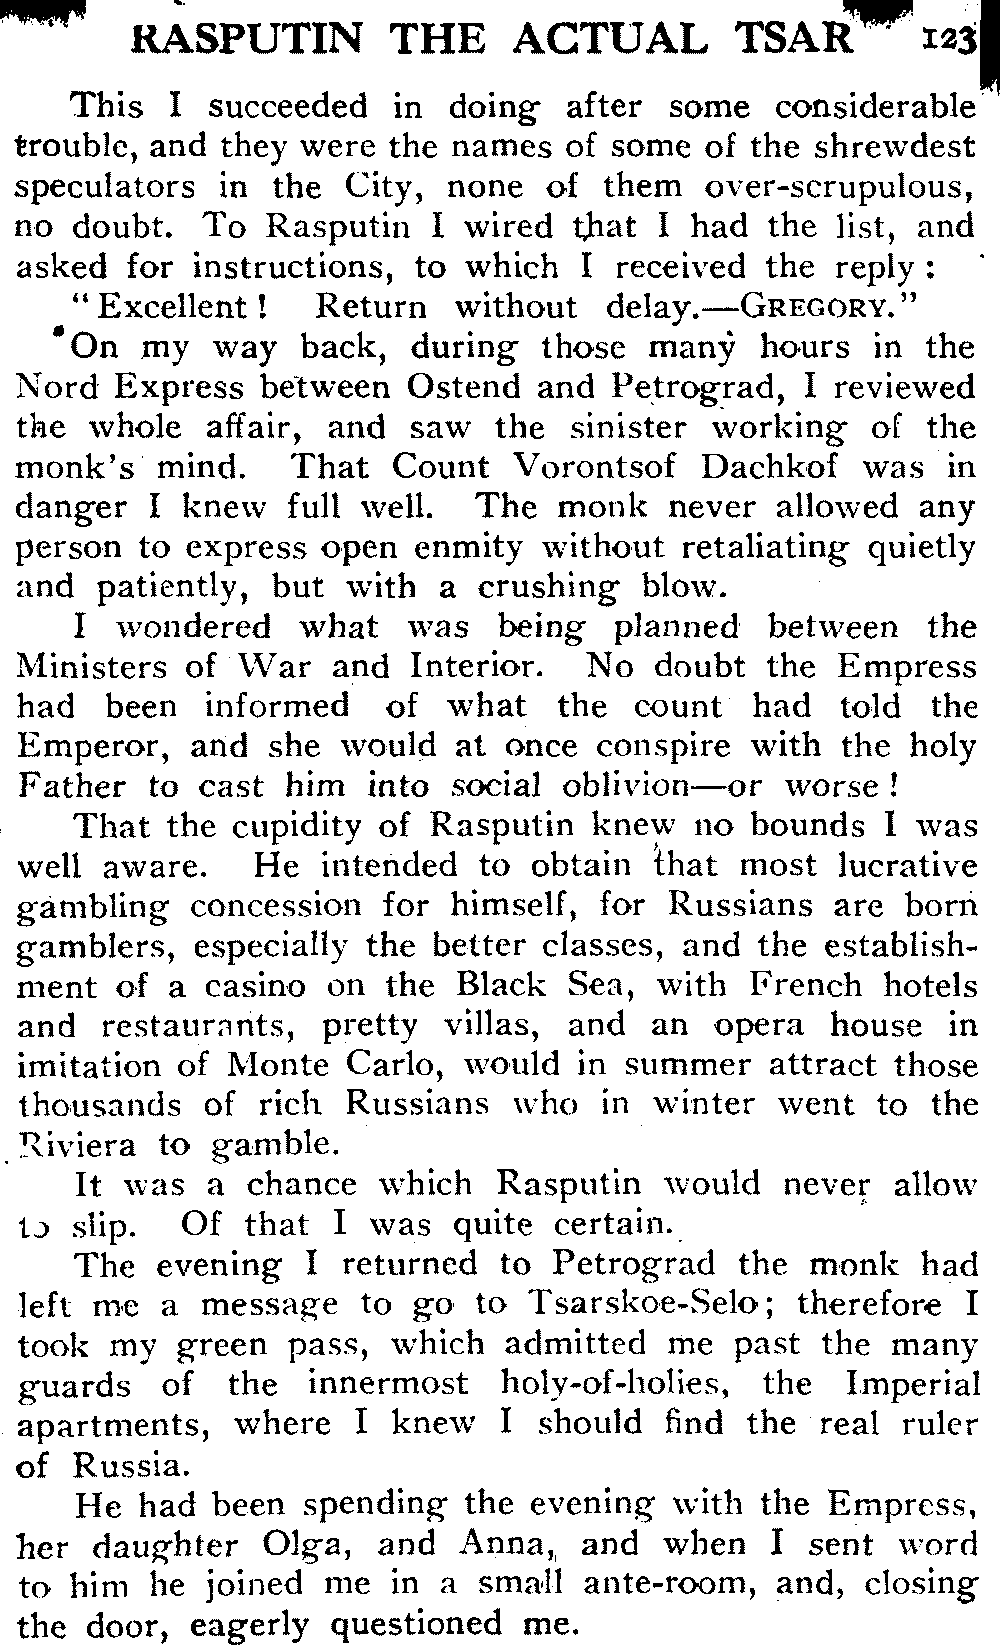 RASPUTIN THE ACTUAL TSAR 123
This I succeeded in doing after some considerable
trouble, and they were the names of some of the shrewdest
speculators in the City, none of them over-scrupulous,
no doubt. To Rasputin I wired that I had the list, and
asked for instructions, to which I received the reply :
“ Excellent ! Return without delay.—GREGORY.”
On my way back, during those many hours in the
Nord Express between Ostend and Petrograd, I reviewed
the whole affair, and saw the sinister working of the
monk’s mind. That Count Vorontsof Dachkof was in
danger I knew full well. The monk never allowed any
person to express open enmity without retaliating quietly
and patiently, but with a crushing blow.
I wondered what was being planned between the
Ministers of War and Interior. No doubt the Empress
had been informed of what the count had told the
Emperor, and she would at once conspire with the holy
Father to cast him into social oblivion—or worse !
That the cupidity of Rasputin knew no bounds I was
well aware. He intended to obtain that most lucrative
gambling concession for himself, for Russians are born
gamblers, especially the better classes, and the establish-
ment of a casino on the Black Sea, with French hotels
and restaurants, pretty villas, and an opera house in
imitation of Monte Carlo, would in summer attract those
thousands of rich Russians who in winter went to the
Riviera to gamble.
It was a chance which Rasputin would never allow
to slip. Of that I was quite certain.
The evening I returned to Petrograd the monk had
left me a message to go to Tsarskoe-Selo; therefore I
took my green pass, which admitted me past the many
guards of the innermost holy-of-holies, the Imperial
apartments, where I knew I should find the real ruler
of Russia.
He had been spending the evening with the Empress,
her daughter Olga, and Anna, and when I sent word
to him he joined me in a small ante-room, and, closing
the door, eagerly questioned me.